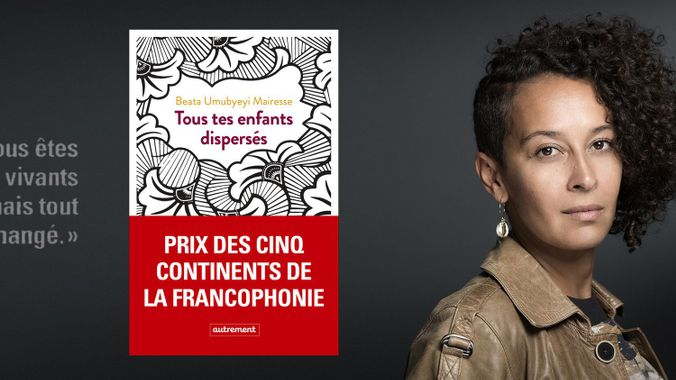 ous êtes
vivants
mais tout
hangé. »
Beata Umubyeyi Mairesse
Tous tes enfants
dispersés
PRIX DES CINQ
CONTINENTS DE
LA FRANCOPHONIE
autrement